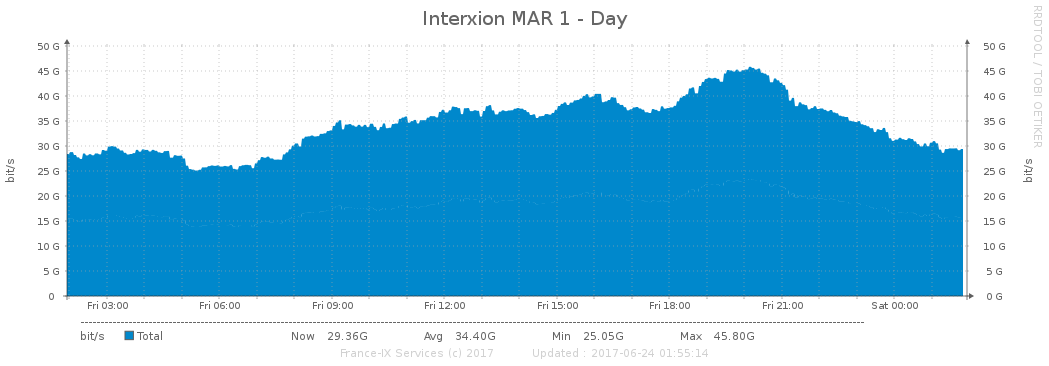 Interxion MAR 1 - Day
RRDTOOL / TOBI OETIKER
50 G 50 G
45 G 45 G
40 G 40 G
35 G 35 G
30 G 30 G
25 G 25 G
20 G 20 G
15 G 15 G
10 G 10 G
5 G 5 G
0 0 G
bit/s bit/s
Fri 03:00 Fri 06:00 Fri 09:00 Fri 12:00 Fri 15:00 Fri 18:00 Fri 21:00 Sat 00:00
bit/s Total Now 29.36G Avg 34.40G Min 25.05G Max 45.80G
France-IX Services (c) 2017 Updated : 2017-06-24 01:55:14